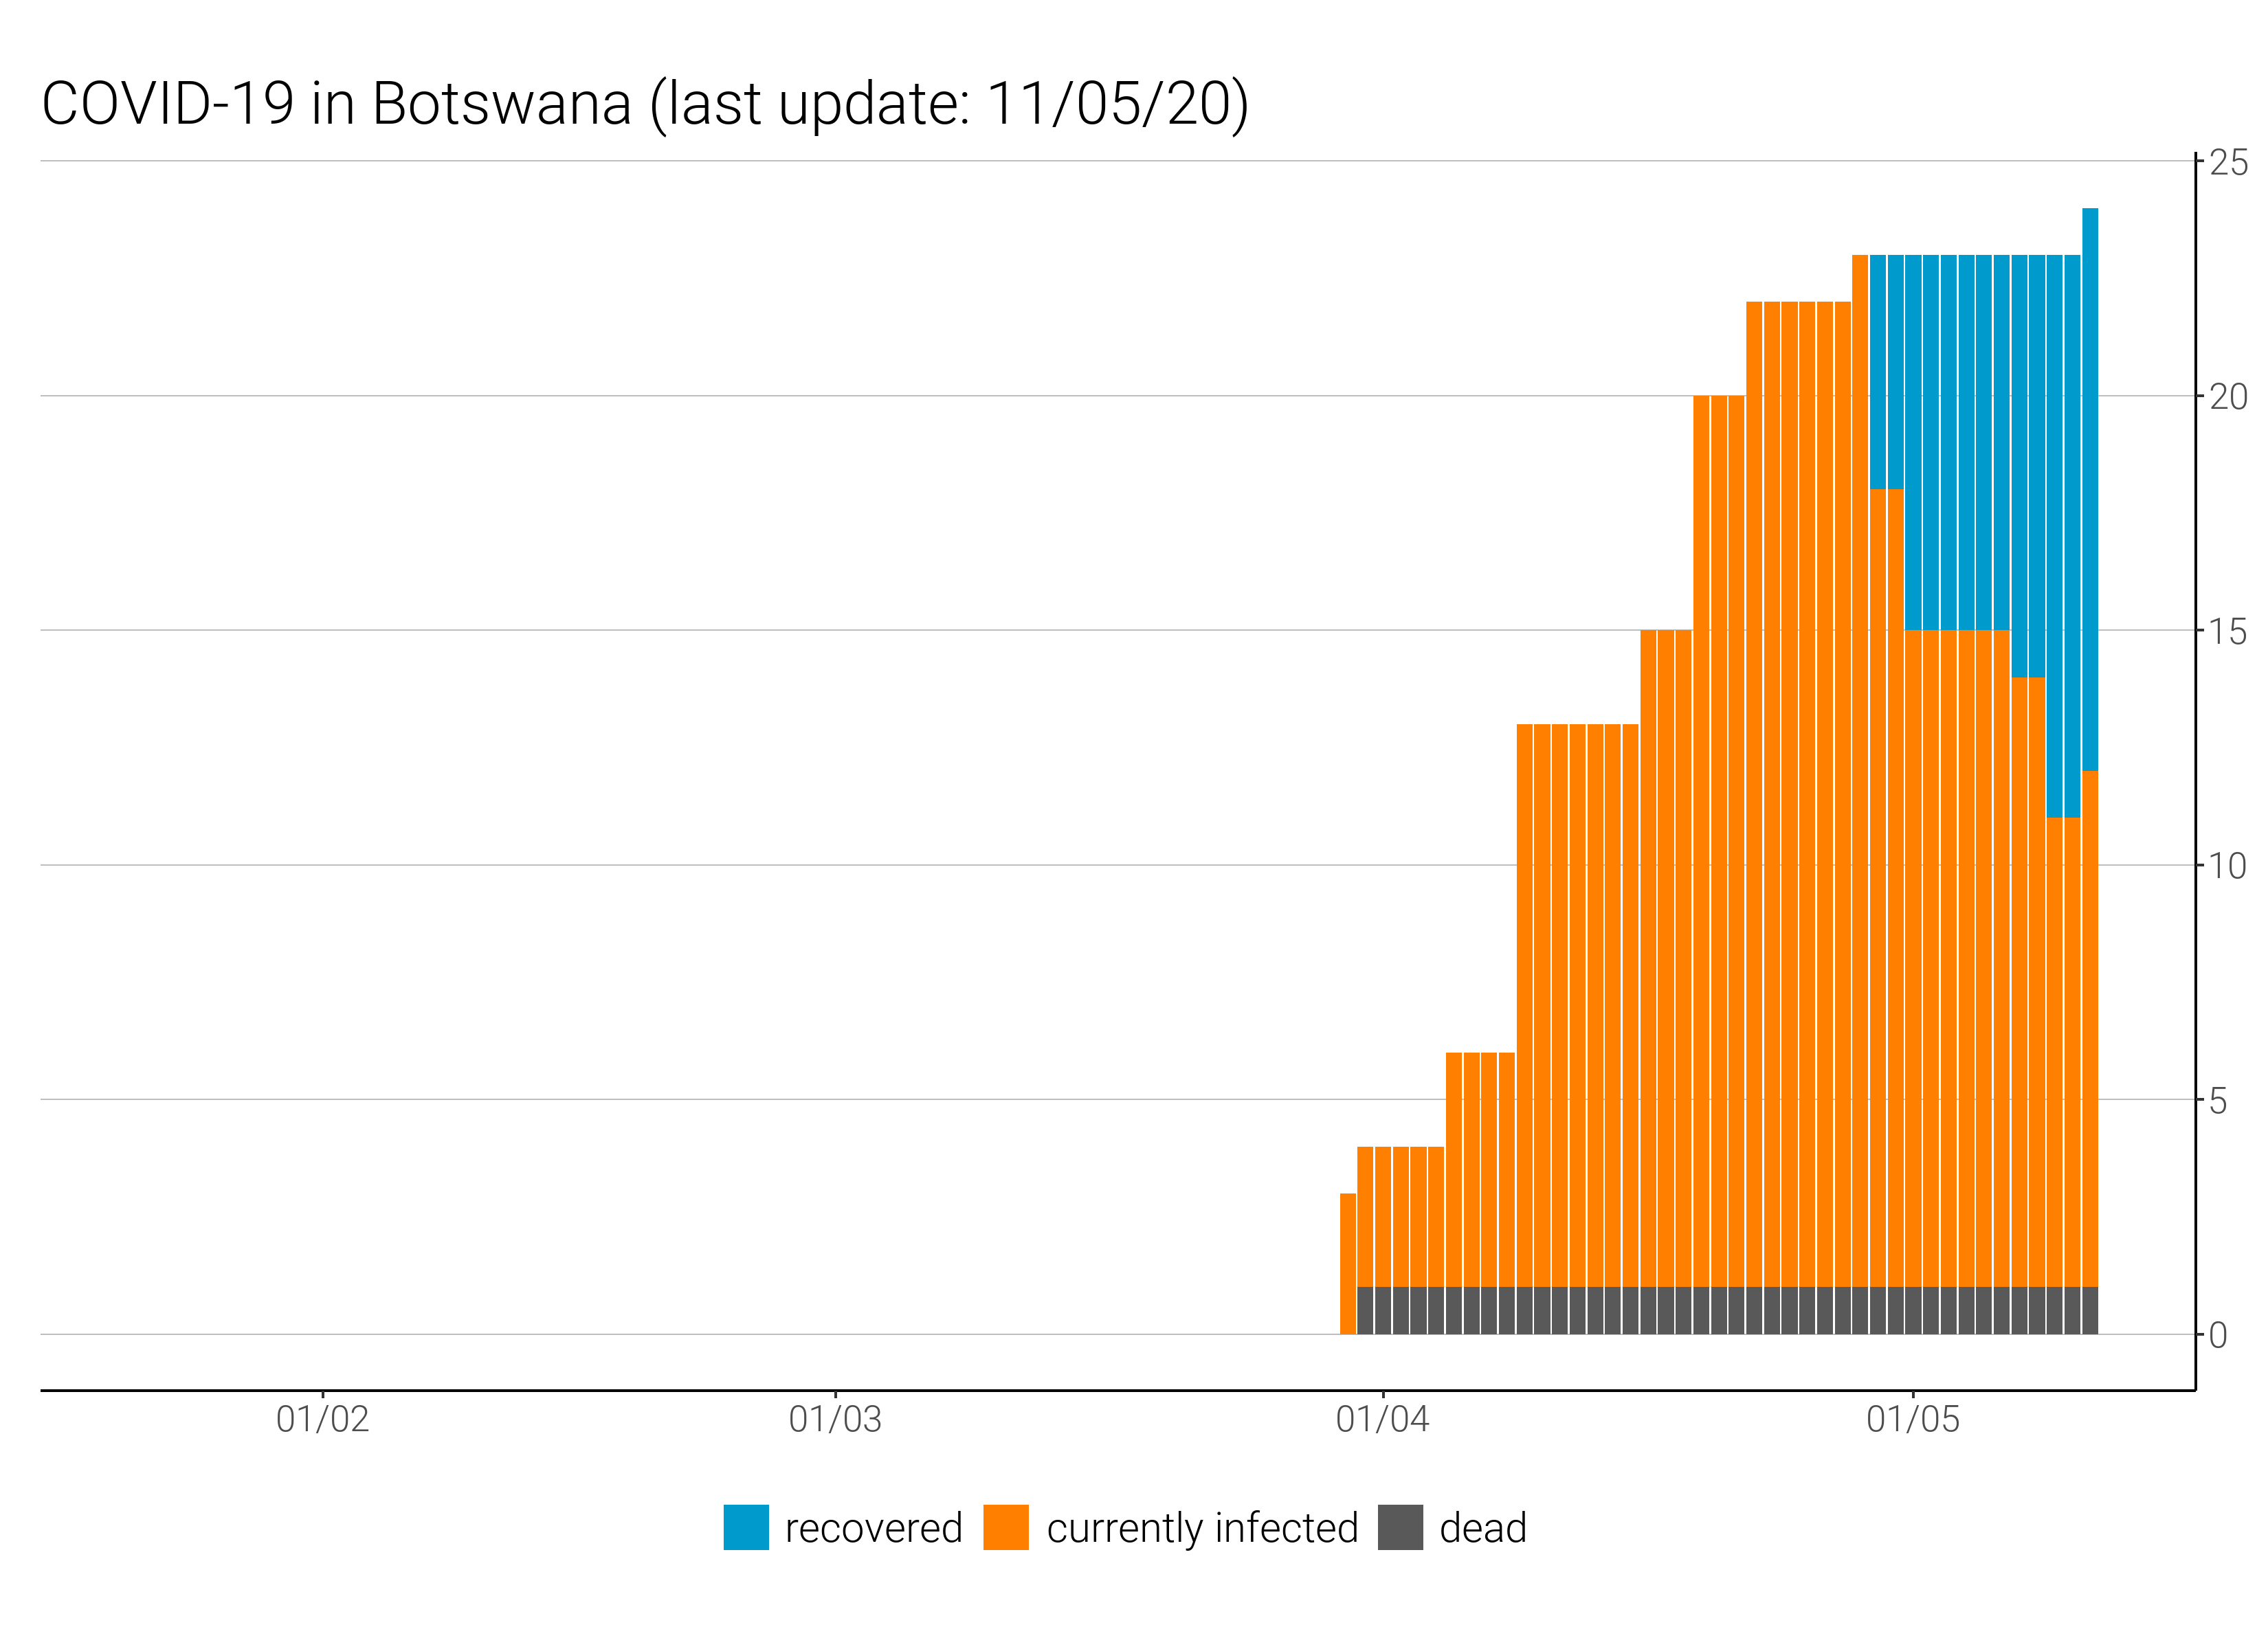 COVID-19 in Botswana (last update: 11/05/20)
25
20
15
10
5
0
01/02 01/03 01/04 01/05
recovered currently infected dead